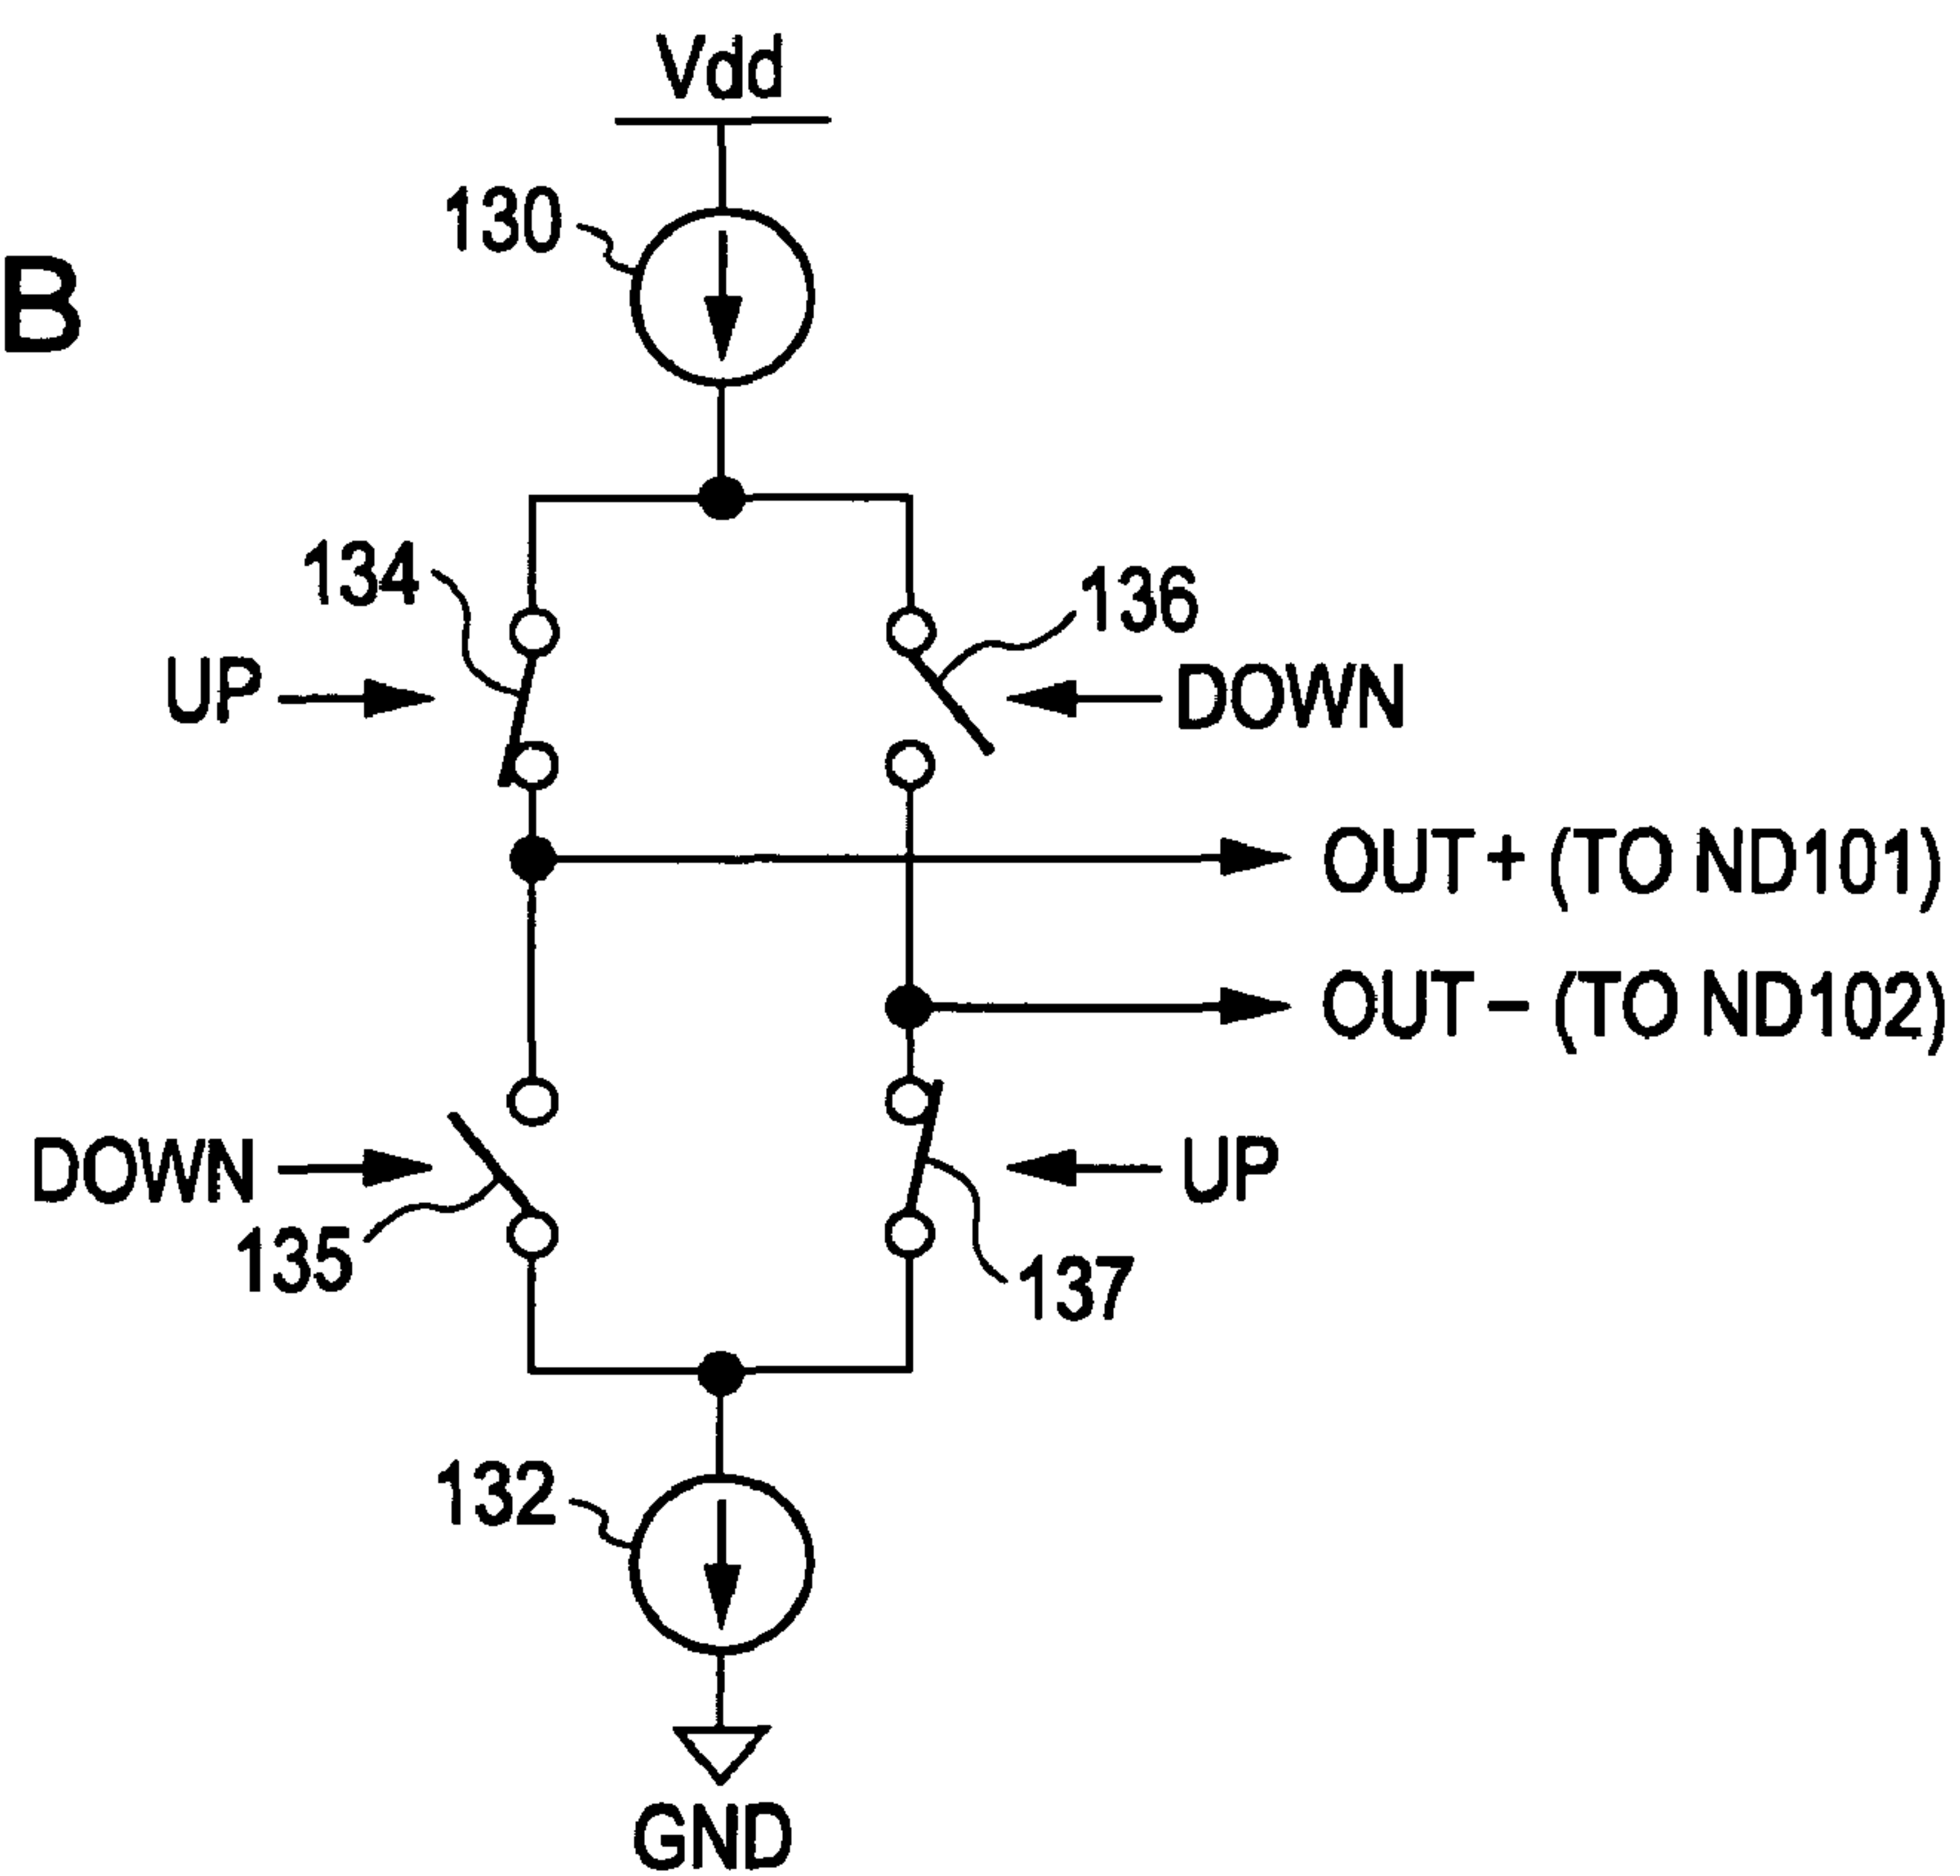 Vdd
130
B
134
136
UP
DOWN
OUT+ (TO ND101)
OUT− (TO ND102)
DOWN
UP
135
137
132
GND